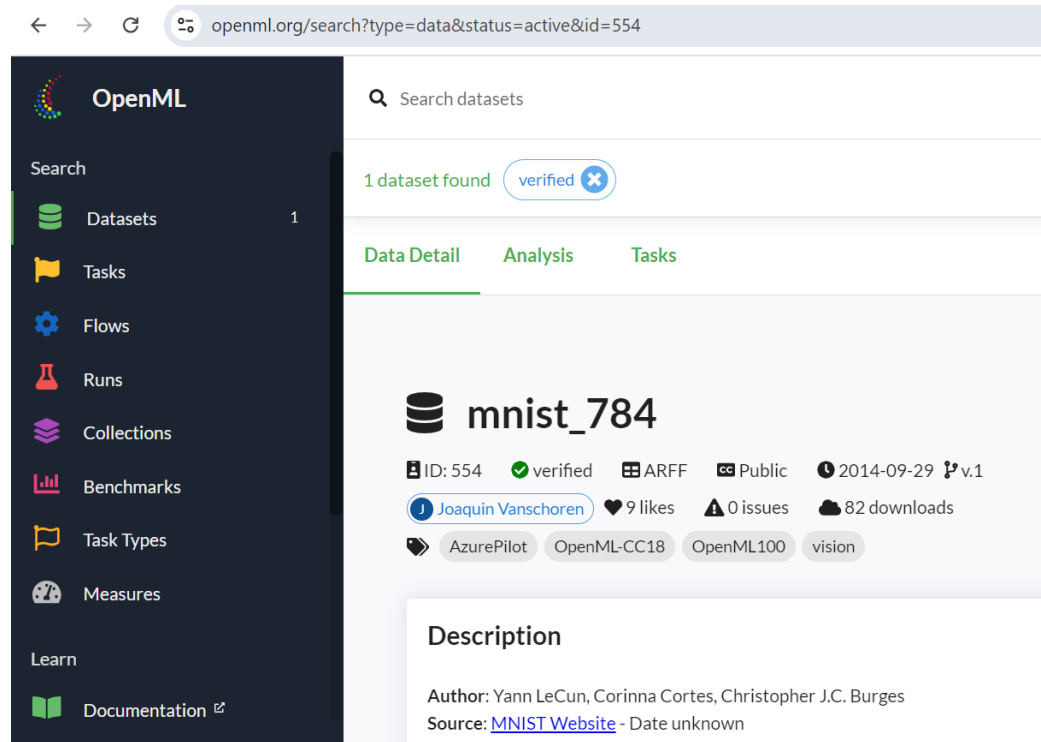 openml.org/search?type=data&status=active&id=554
OpenML
Search datasets
Search
1 dataset found verified
Datasets 1
Data Detail Analysis Tasks
Tasks
Flows
Runs
mnist_784
Collections
ID: 554 verified ARFF CC Public 2014-09-29 v.1
Benchmarks
J Joaquin Vanschoren 9 likes 0 issues 82 downloads
Task Types
AzurePilot OpenML-CC18 OpenML100 vision
Measures
Description
Learn
Author: Yann LeCun, Corinna Cortes, Christopher J.C. Burges
Documentation
Source: MNIST Website - Date unknown